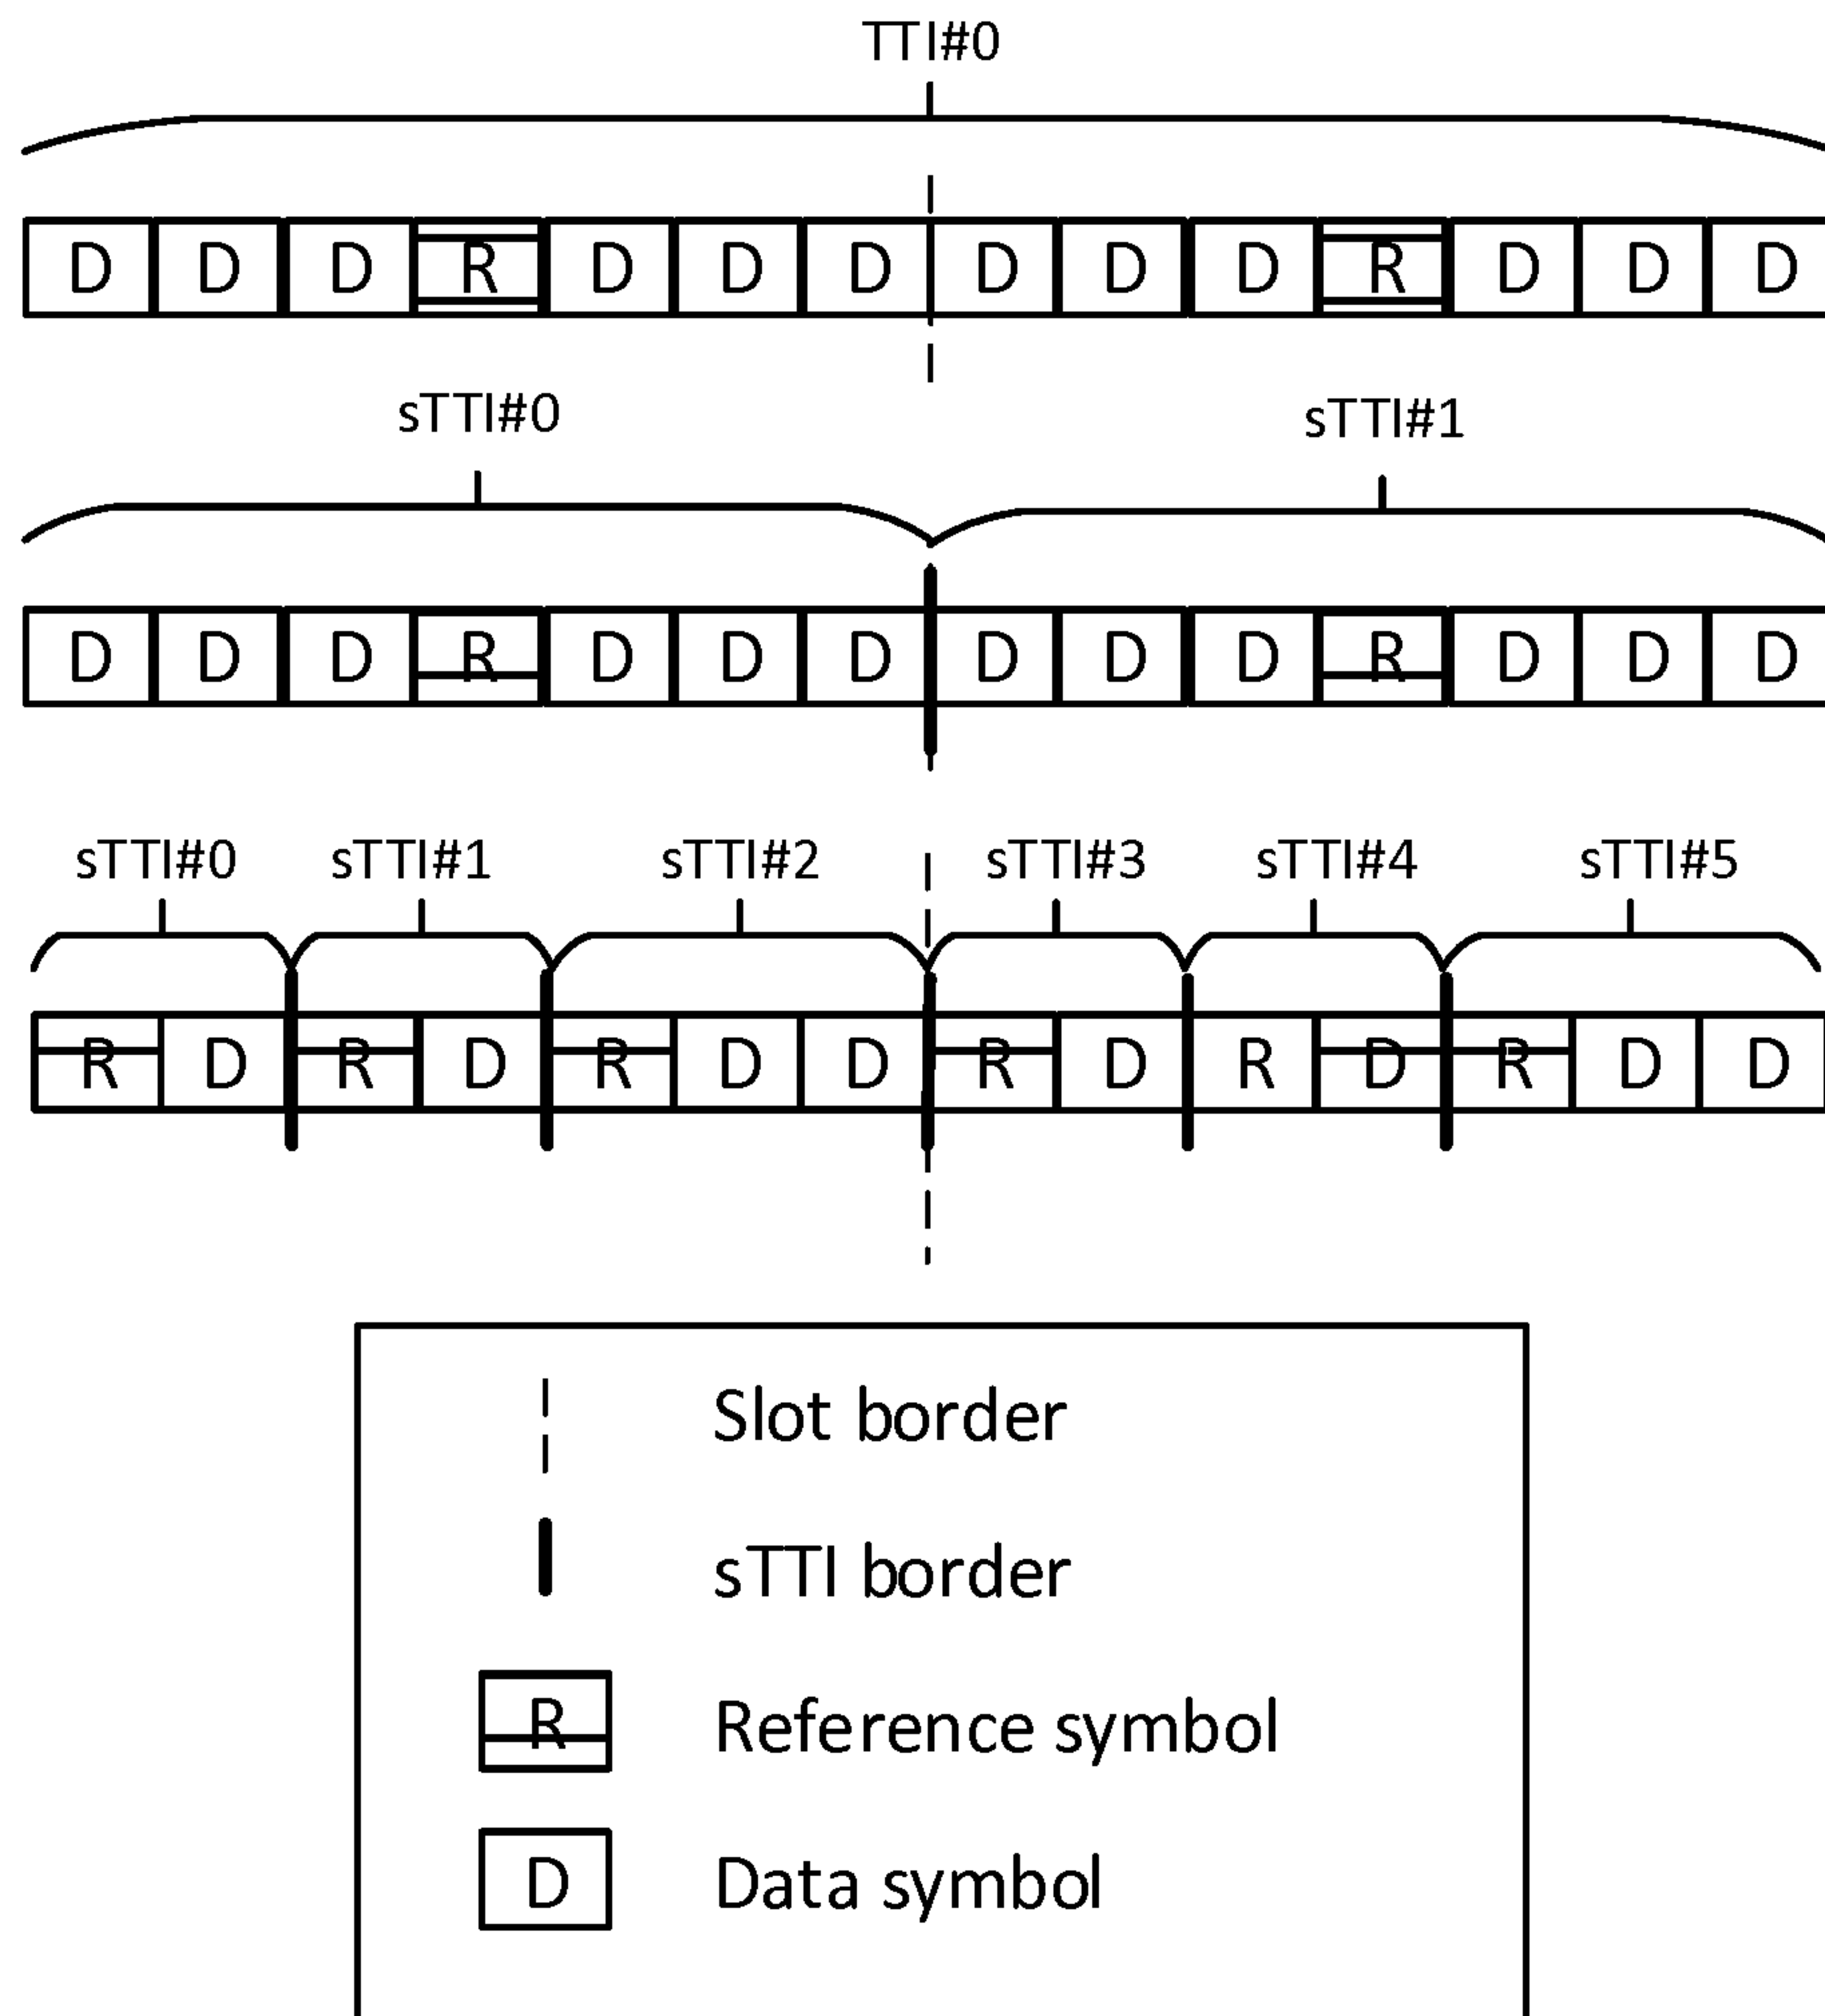 TTI#0
D D D R D D D D D D R D D D
sTTI#0 sTTI#1
D D D R D D D D D D R D D D
sTTI#0 sTTI#1 sTTI#2 sTTI#3 sTTI#4 sTTI#5
R D R D R D D R D R D R D D
Slot border
sTTI border
R Reference symbol
D Data symbol